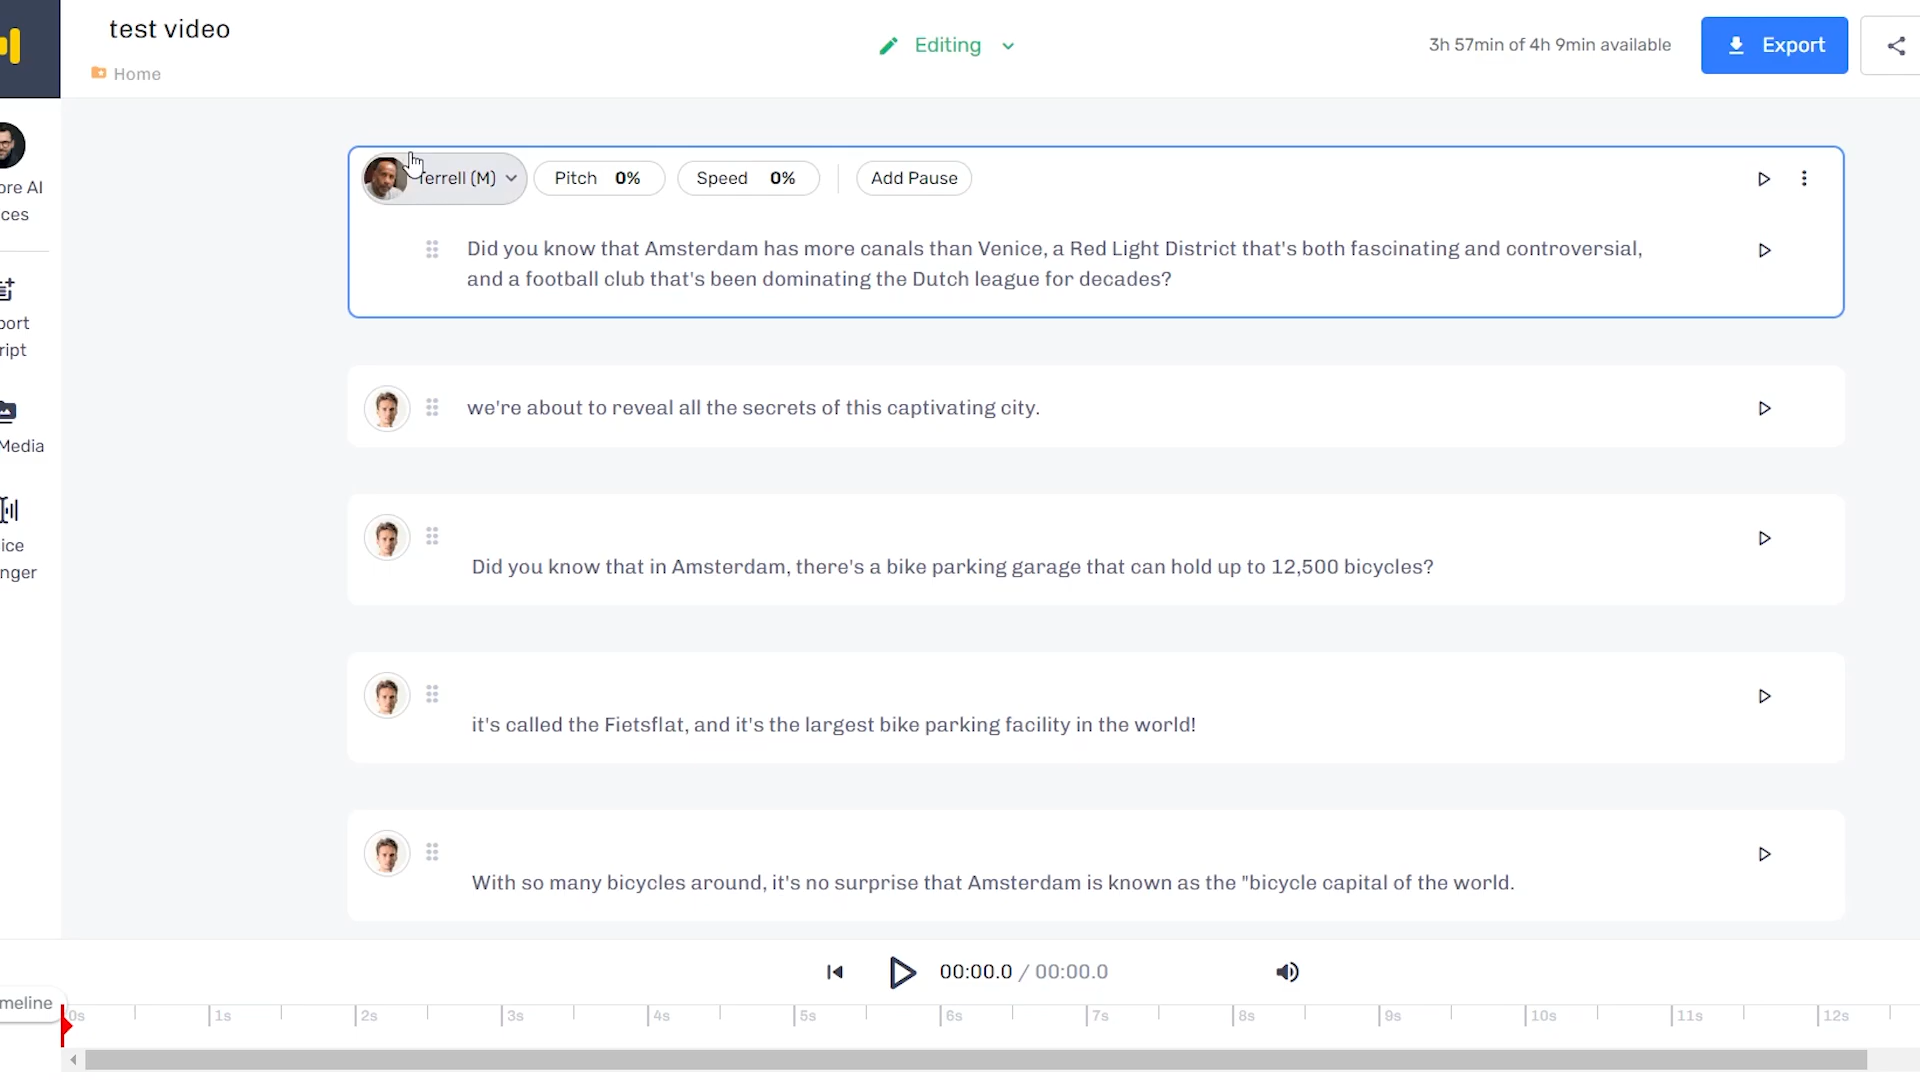 test video
Home
Editing
3h 57min of 4h 9min available
Export
ore AI
ces
port
ript
Media
ice
nger
Terrell (M)
Pitch 0%
Speed 0%
Add Pause
Did you know that Amsterdam has more canals than Venice, a Red Light District that's both fascinating and controversial,
and a football club that's been dominating the Dutch league for decades?
we're about to reveal all the secrets of this captivating city.
Did you know that in Amsterdam, there's a bike parking garage that can hold up to 12,500 bicycles?
it's called the Fietsflat, and it's the largest bike parking facility in the world!
With so many bicycles around, it's no surprise that Amsterdam is known as the "bicycle capital of the world.
00:00.0 / 00:00.0
meline
0s 1s 2s 3s 4s 5s 6s 7s 8s 9s 10s 11s 12s